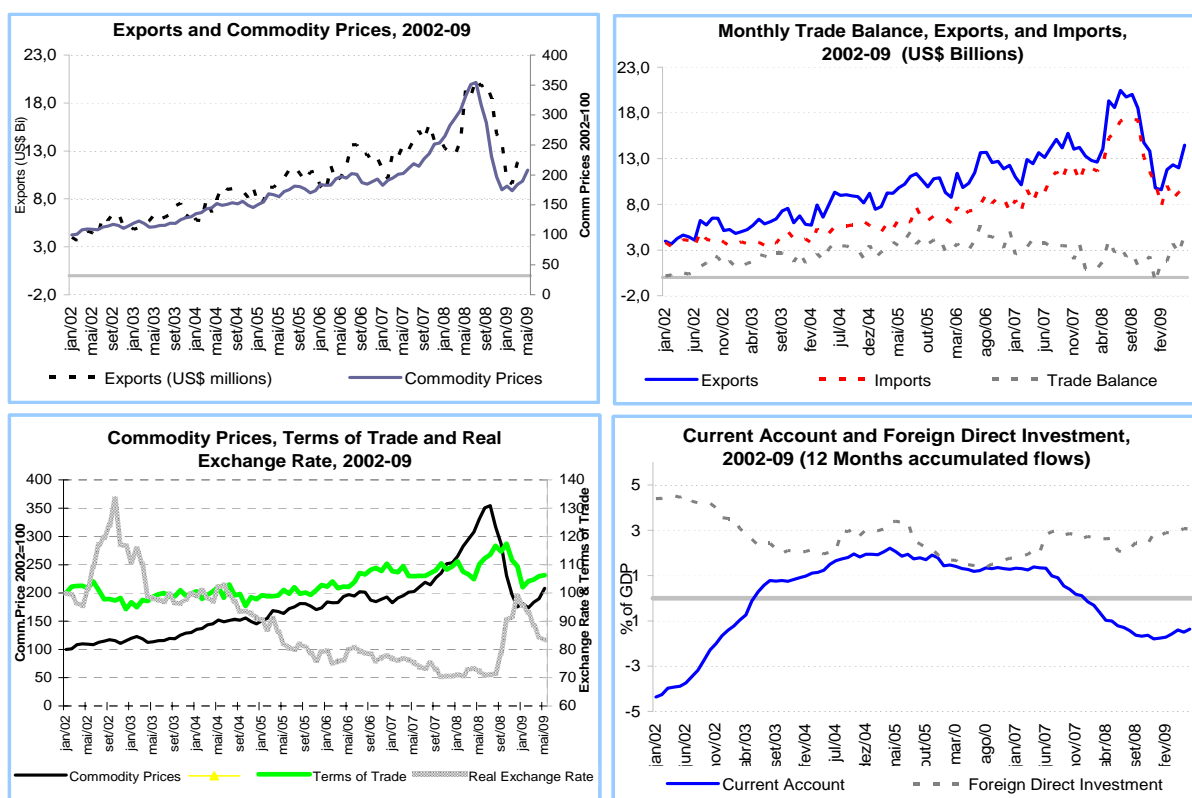 Exports and Commodity Prices, 2002-09
23,0
18,0
13,0
8,0
3,0
-2,0
Exports (US$ Bi)
400
350
300
250
200
150
100
50
0
Comm Prices 2002=100
jan/02
mai/02
set/02
jan/03
mai/03
set/03
jan/04
mai/04
set/04
jan/05
mai/05
set/05
jan/06
mai/06
set/06
jan/07
mai/07
set/07
jan/08
mai/08
set/08
jan/09
mai/09
Exports (US$ millions)
Commodity Prices
Monthly Trade Balance, Exports, and Imports,
2002-09 (US$ Billions)
23,0
18,0
13,0
8,0
3,0
-2,0
jan/02
jun/02
nov/02
abr/03
set/03
fev/04
jul/04
dez/04
mai/05
out/05
mar/06
ago/06
jan/07
jun/07
nov/07
abr/08
set/08
fev/09
Exports
Imports
Trade Balance
Commodity Prices, Terms of Trade and Real
Exchange Rate, 2002-09
400
350
300
250
200
150
100
50
0
Comm.Price 2002=100
140
130
120
110
100
90
80
70
60
Exchange Rate & Terms of Trade
jan/02
mai/02
set/02
jan/03
mai/03
set/03
jan/04
mai/04
set/04
jan/05
mai/05
set/05
jan/06
mai/06
set/06
jan/07
mai/07
set/07
jan/08
mai/08
set/08
jan/09
mai/09
Commodity Prices
Terms of Trade
Real Exchange Rate
Current Account and Foreign Direct Investment,
2002-09 (12 Months accumulated flows)
5
3
1
-1
-3
-5
% of GDP
jan/02
jun/02
nov/02
abr/03
set/03
fev/04
jul/04
dez/04
mai/05
out/05
mar/0
ago/0
jan/07
jun/07
nov/07
abr/08
set/08
fev/09
Current Account
Foreign Direct Investment